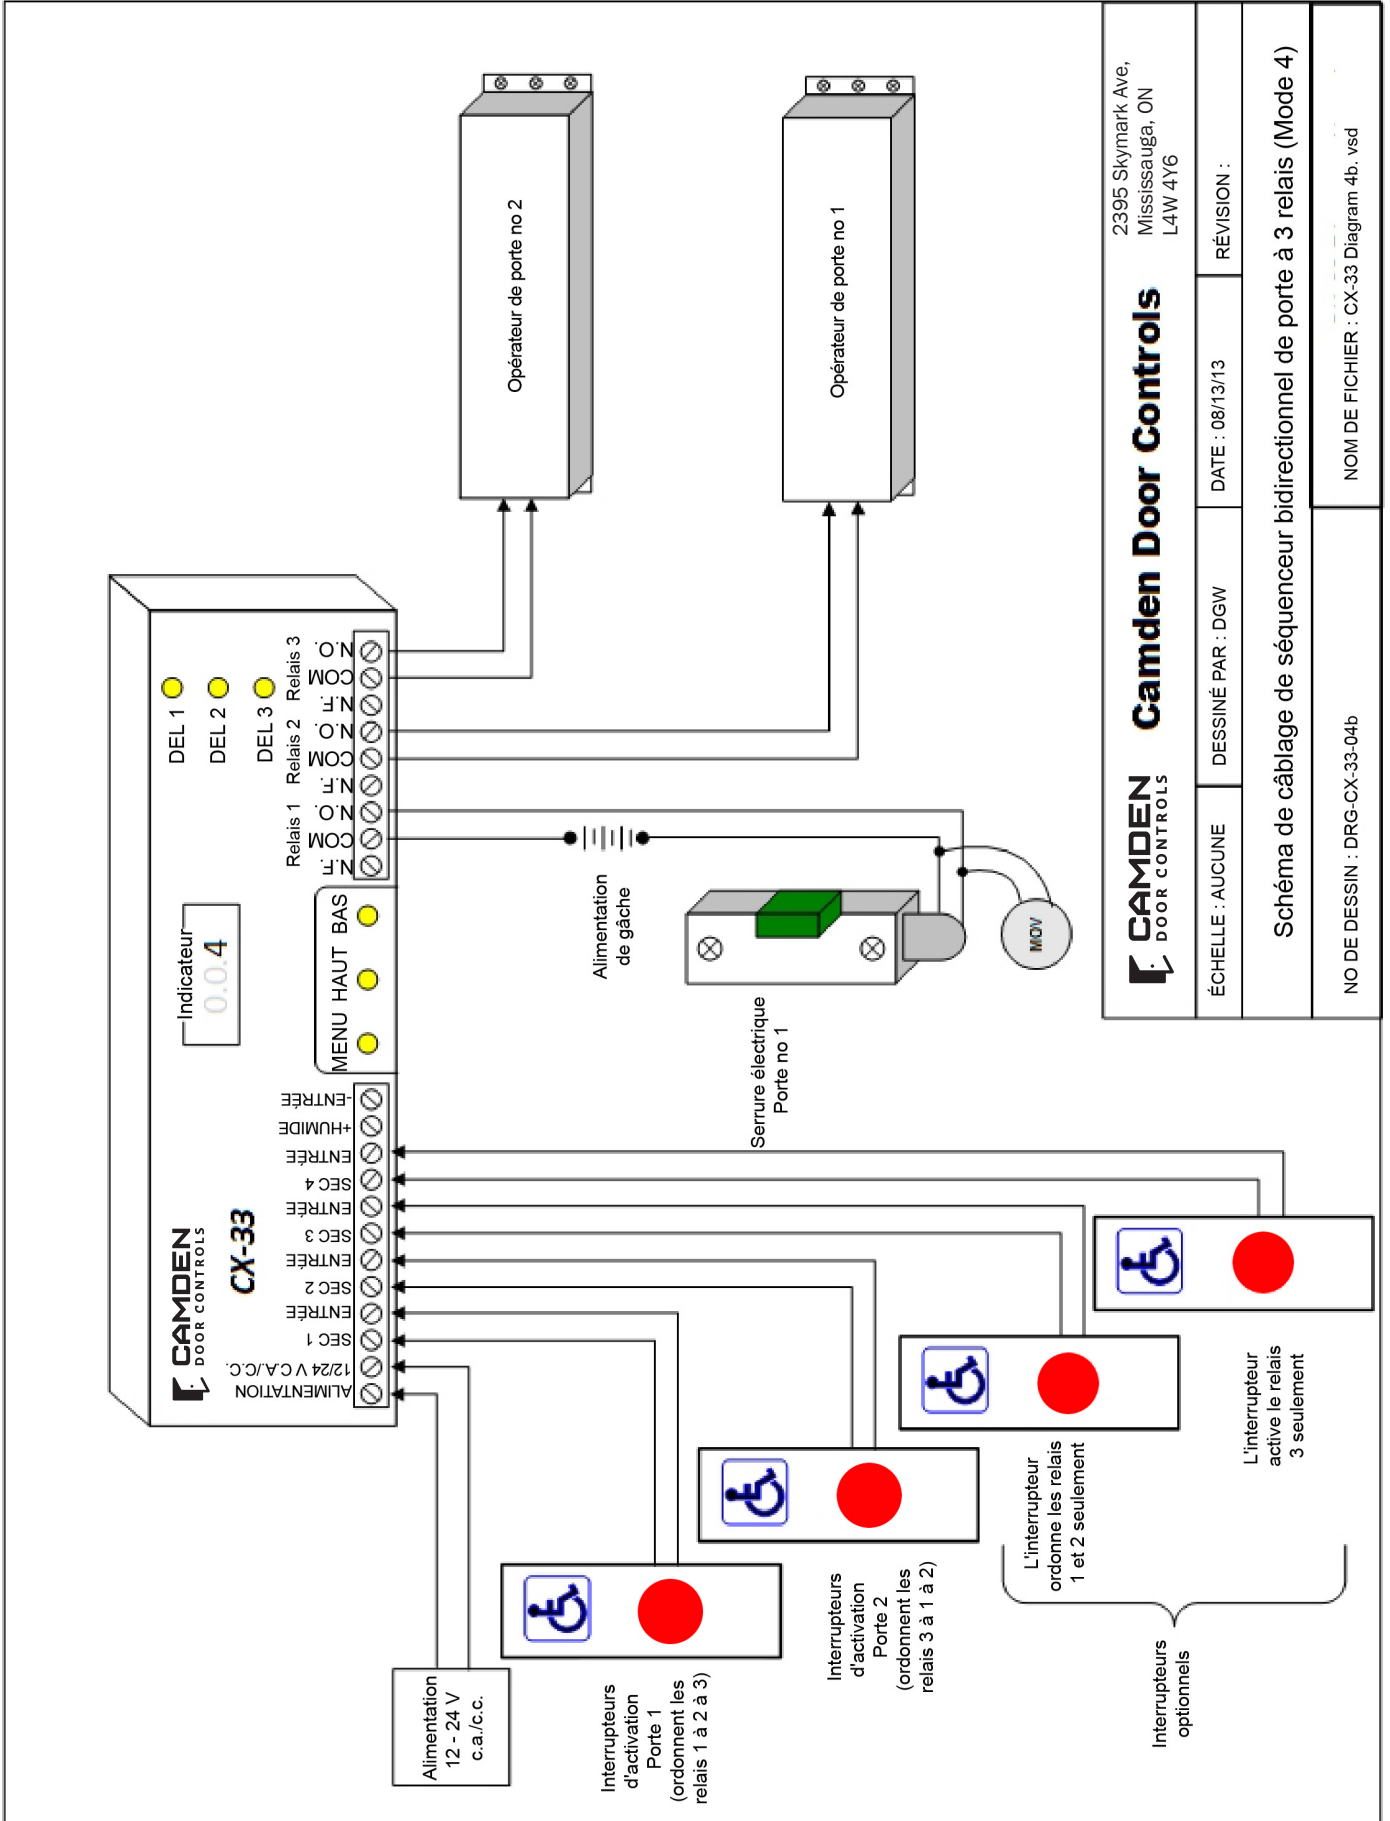 CAMDEN
DOOR CONTROLS
CX-33
Indicateur
0.0.4
DEL 1
DEL 2
DEL 3
MENU HAUT BAS
ALIMENTATION
12/24 V C.A./C.C.
SEC 1
ENTRÉE
SEC 2
ENTRÉE
SEC 3
ENTRÉE
SEC 4
ENTRÉE
+HUMIDE
-ENTRÉE
Relais 1
N.F.
COM
N.O.
Relais 2
N.F.
COM
N.O.
Relais 3
N.F.
COM
N.O.
Opérateur de porte no 2
Opérateur de porte no 1
Alimentation
de gâche
Serrure électrique
Porte no 1
MOV
Alimentation
12 - 24 V
c.a./c.c.
Interrupteurs
d'activation
Porte 1
(ordonnent les
relais 1 à 2 à 3)
Interrupteurs
d'activation
Porte 2
(ordonnent les
relais 3 à 1 à 2)
L'interrupteur
ordonne les relais
1 et 2 seulement
L'interrupteur
active le relais
3 seulement
Interrupteurs
optionnels
CAMDEN
DOOR CONTROLS
Camden Door Controls
2395 Skymark Ave,
Mississauga, ON
L4W 4Y6
ÉCHELLE : AUCUNE
DESSINÉ PAR : DGW
DATE : 08/13/13
RÉVISION :
Schéma de câblage de séquenceur bidirectionnel de porte à 3 relais (Mode 4)
NO DE DESSIN : DRG-CX-33-04b
NOM DE FICHIER : CX-33 Diagram 4b. vsd